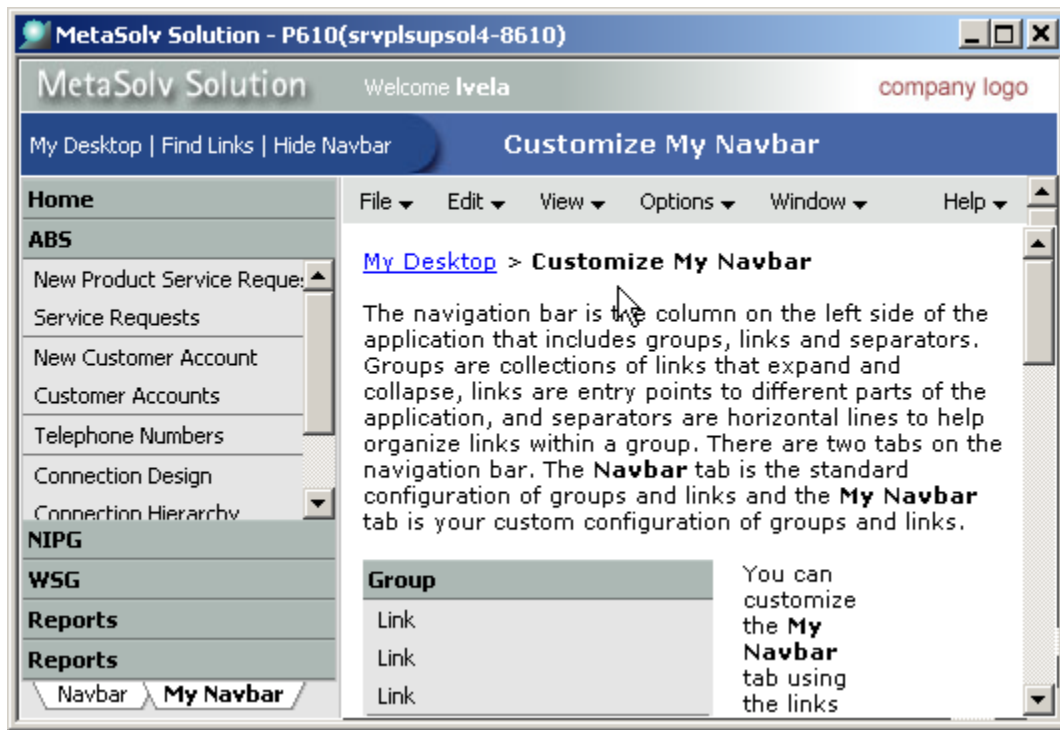 MetaSolv Solution - P610(srvplsupsol4-8610)
MetaSolv Solution
Welcome lvela
company logo
My Desktop | Find Links | Hide Navbar
Customize My Navbar
Home
ABS
New Product Service Reque
Service Requests
New Customer Account
Customer Accounts
Telephone Numbers
Connection Design
Connection Hierarchy
NIPG
WSG
Reports
Reports
Navbar
My Navbar
File
Edit
View
Options
Window
Help
My Desktop > Customize My Navbar
The navigation bar is the column on the left side of the
application that includes groups, links and separators.
Groups are collections of links that expand and
collapse, links are entry points to different parts of the
application, and separators are horizontal lines to help
organize links within a group. There are two tabs on the
navigation bar. The Navbar tab is the standard
configuration of groups and links and the My Navbar
tab is your custom configuration of groups and links.
Group
Link
Link
Link
You can
customize
the My
Navbar
tab using
the links